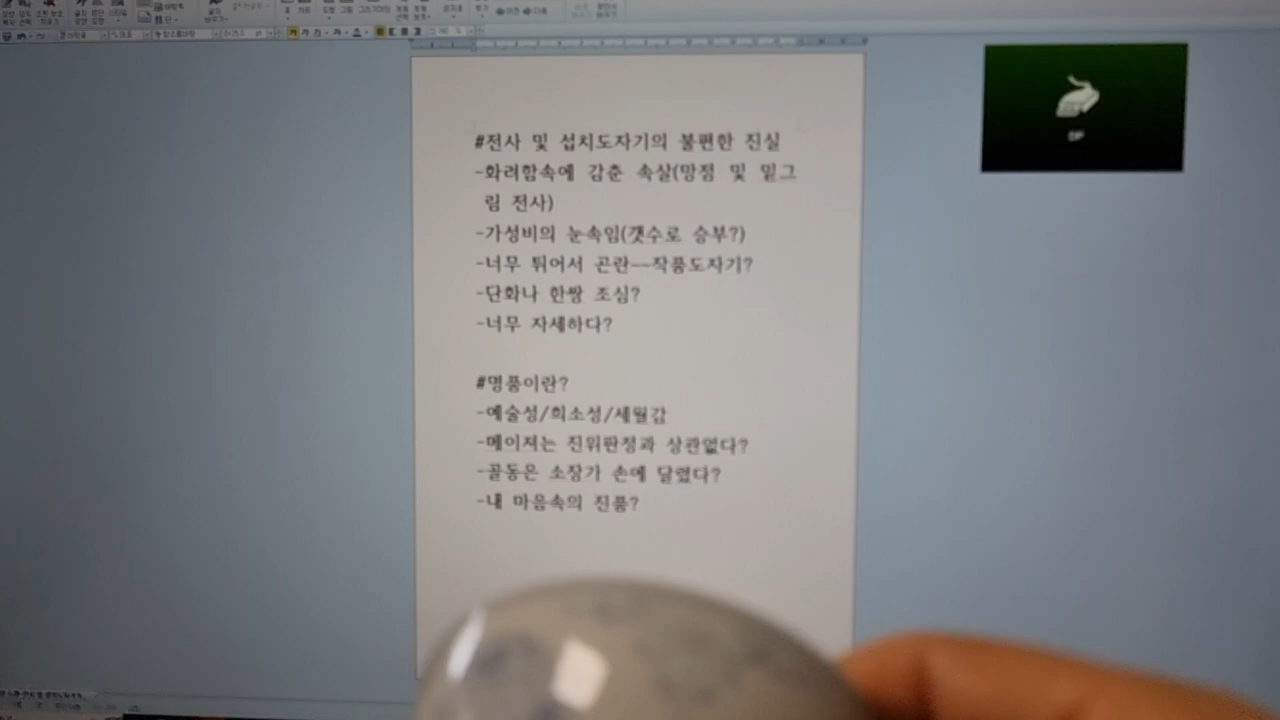 #전사 및 섭치도자기의 불편한 진실
-화려함속에 감춘 속살(망점 및 밑그
림 전사)
-가성비의 눈속임(갯수로 승부?)
-너무 튀어서 곤란--작품도자기?
-단화나 한짱 조심?
-너무 자세하다?
#명품이란?
-예술성/희소성/세월감
-메이져는 진위판정과 상관없다?
-골동은 소장가 손에 달렸다?
-내 마음속의 진품?